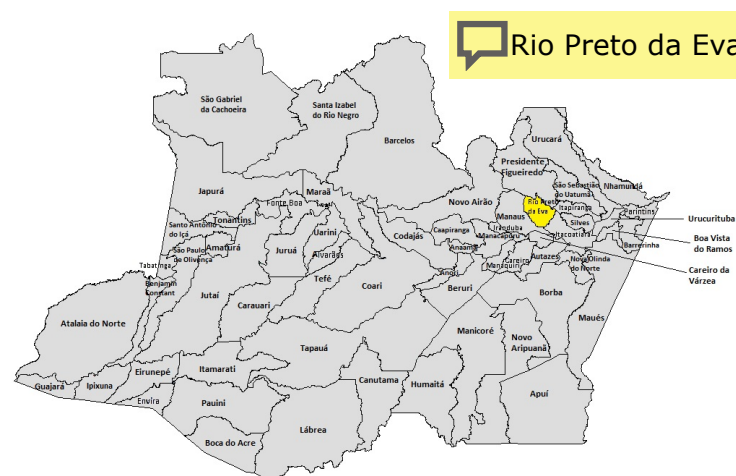 Rio Preto da Eva
São Gabriel
da Cachoeira
Santa Izabel
do Rio Negro
Barcelos
Urucará
Presidente
Figueiredo
São Sebastião
do Uatumã
Nhamundá
Japurá
Maraã
Fonte Boa
Novo Airão
Rio Preto
da Eva
Itapiranga
Parintins
Manaus
Silves
Urucurituba
Tonantins
Santo Antônio
do Içá
Uarini
Codajás
Caapiranga
Iranduba
Manacapuru
Itacoatiara
Barreirinha
Boa Vista
do Ramos
São Paulo
de Olivença
Amaturá
Juruá
Alvarães
Anamã
Autazes
Careiro
Nova Olinda
do Norte
Careiro da
Várzea
Tabatinga
Benjamin
Constant
Tefé
Anori
Manaquiri
Jutaí
Carauari
Coari
Beruri
Borba
Maués
Atalaia do Norte
Manicoré
Novo
Aripuanã
Tapauá
Eirunepé
Itamarati
Canutama
Humaitá
Guajará
Ipixuna
Envira
Pauini
Apuí
Lábrea
Boca do Acre